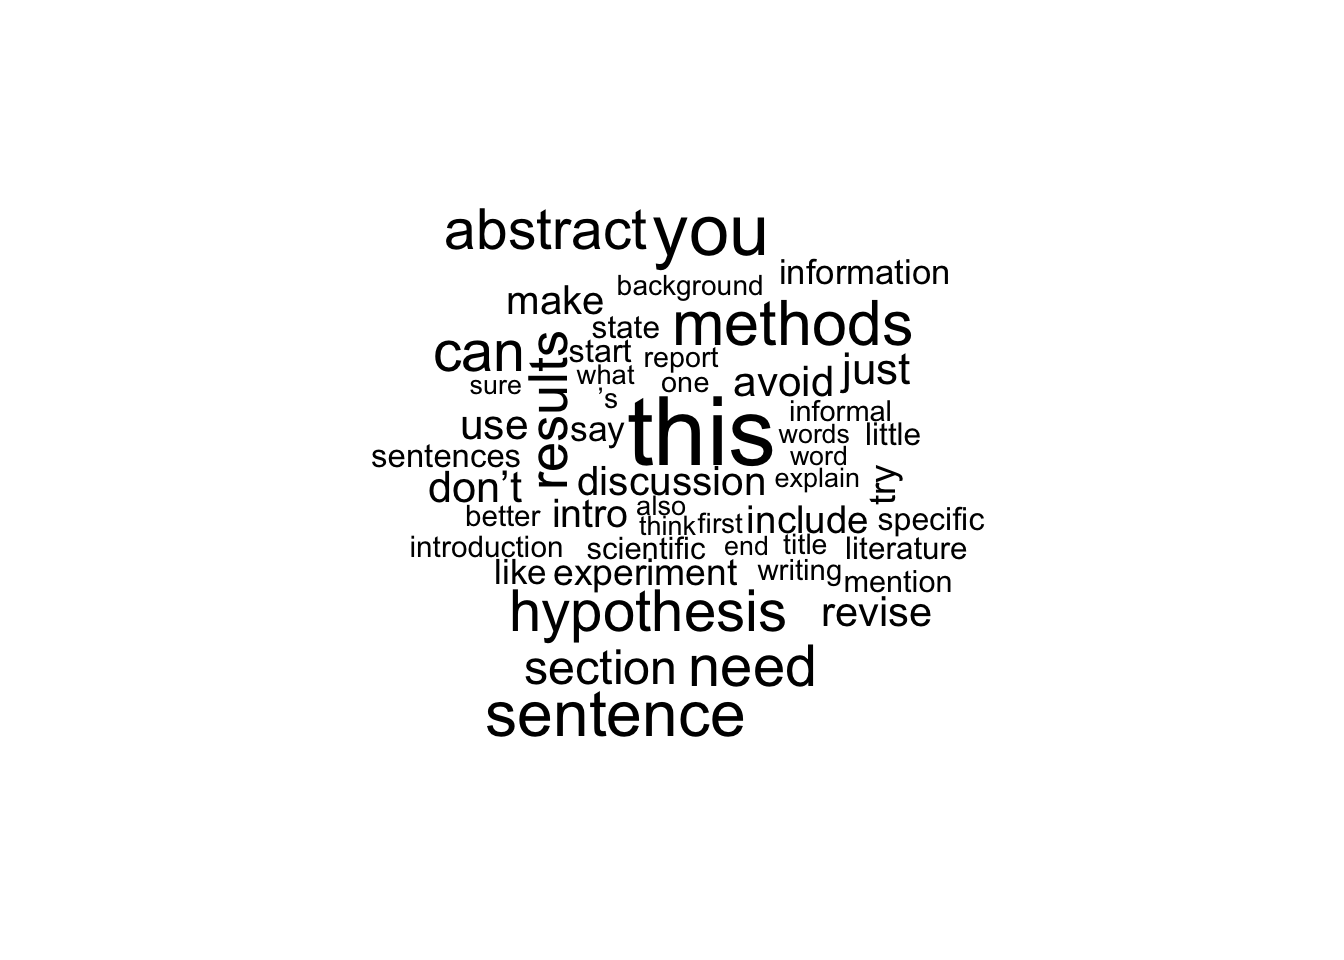 abstract you
information
background
make
state methods
can results start report
sure what one avoid just
's
informal
use say this words little
sentences word
don't discussion explain try
better intro also include specific
think first
introduction scientific end title literature
like experiment writing mention
hypothesis revise
section need
sentence